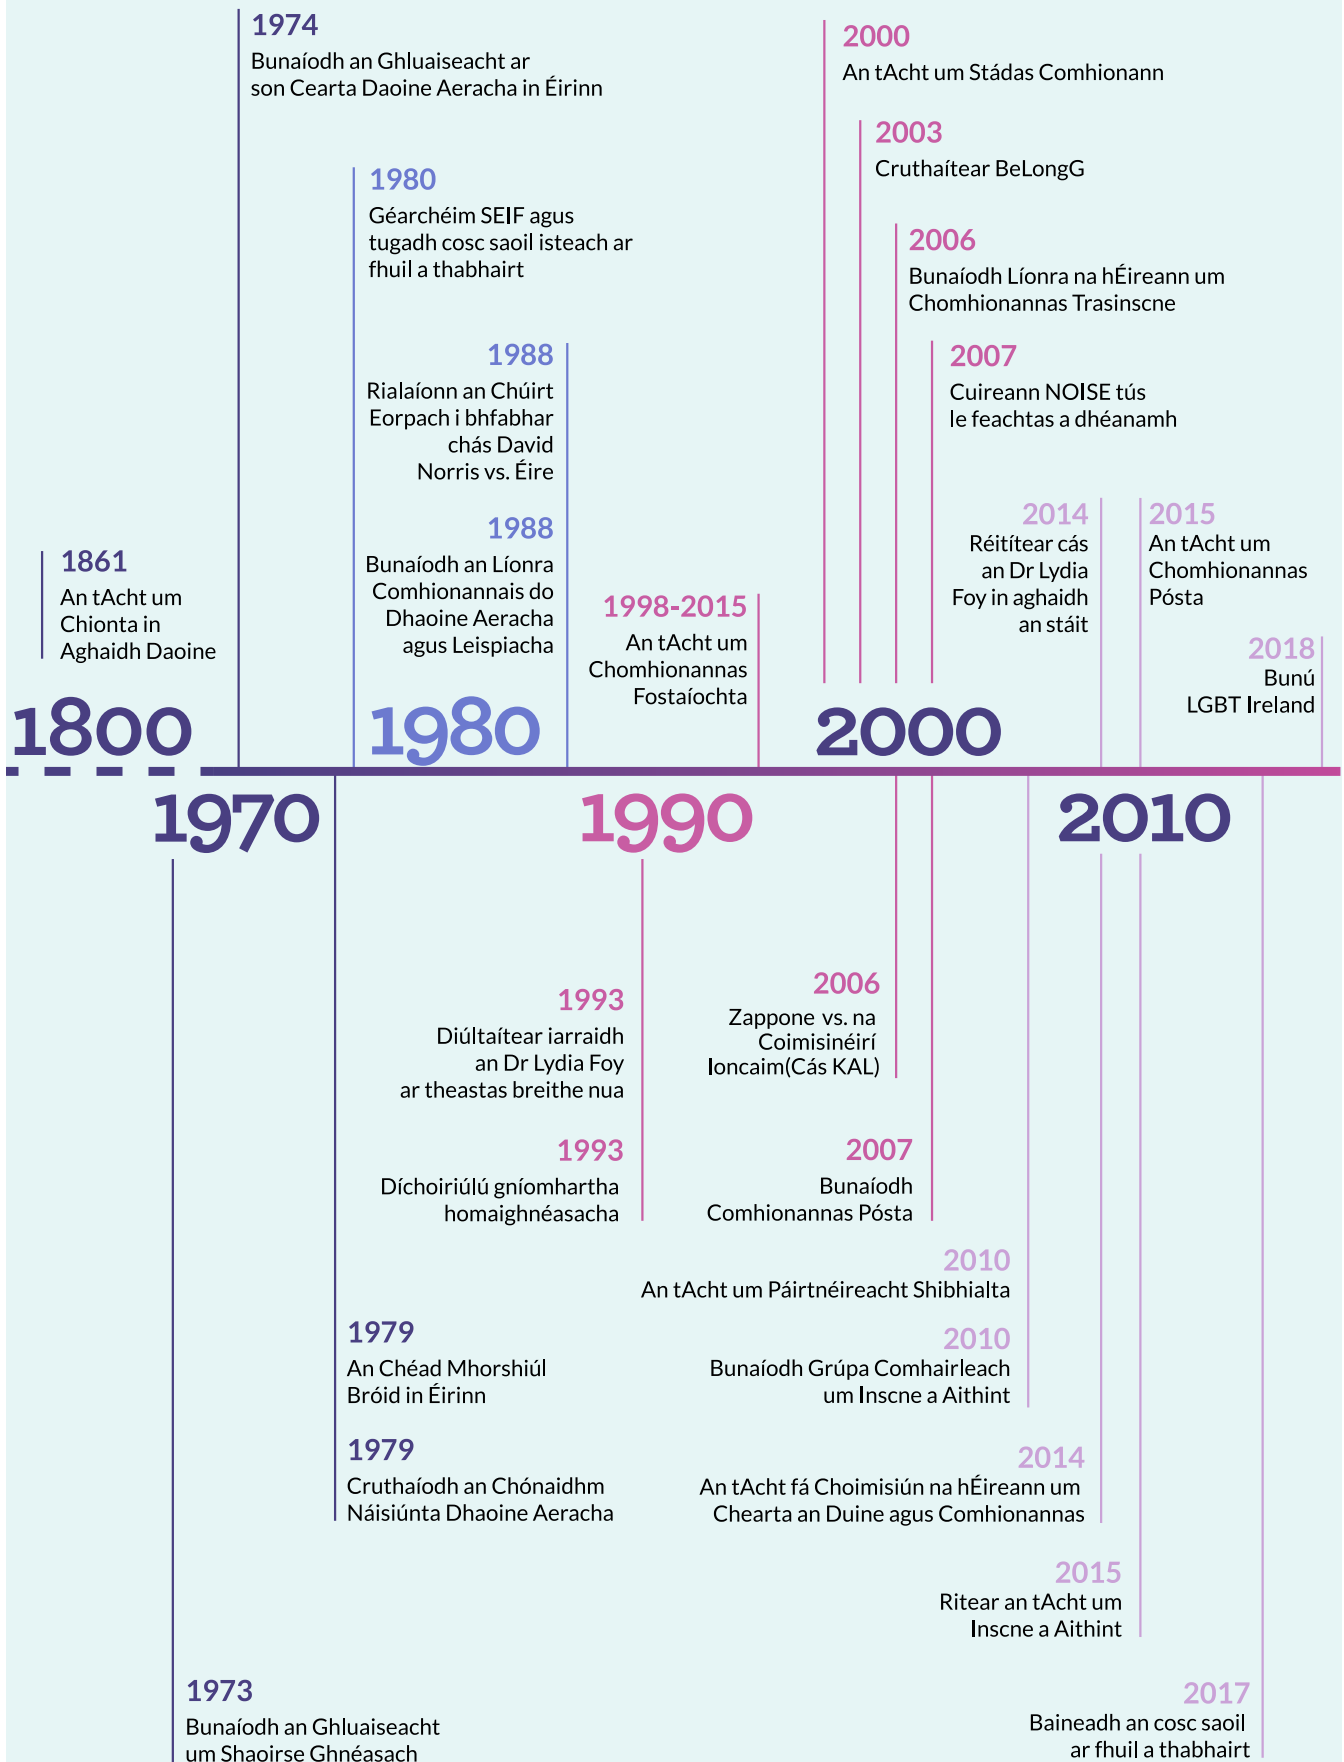 1974
Bunaíodh an Ghluaiseacht ar
son Cearta Daoine Aeracha in Éirinn
1980
Géarchéim SEIF agus
tugadh cosc saoil isteach ar
fhuil a thabhairt
1988
Rialaíonn an Chúirt
Eorpach i bhfabhar
chás David
Norris vs. Éire
1988
Bunaíodh an Líonra
Comhionannais do
Dhaoine Aeracha
agus Leispiacha
1861
An tAcht um
Chionta in
Aghaidh Daoine
1998-2015
An tAcht um
Chomhionannas
Fostaíochta
2000
An tAcht um Stádas Comhionann
2003
Cruthaítear BeLongG
2006
Bunaíodh Líonra na hÉireann um
Chomhionannas Trasinscne
2007
Cuireann NOISE tús
le feachtas a dhéanamh
2014
Réitítear cás
an Dr Lydia
Foy in aghaidh
an stáit
2015
An tAcht um
Chomhionannas
Pósta
2018
Bunú
LGBT Ireland
1800
1980
2000
1970
1990
2010
1993
Diúltaítear iarraidh
an Dr Lydia Foy
ar theastas breithe nua
1993
Díchoiriúlú gníomhartha
homaighnéasacha
2006
Zappone vs. na
Coimisinéirí
Ioncaim(Cás KAL)
2007
Bunaíodh
Comhionannas Pósta
2010
An tAcht um Páirtnéireacht Shibhialta
2010
Bunaíodh Grúpa Comhairleach
um Inscne a Aithint
1979
An Chéad Mhorshiúl
Bróid in Éirinn
1979
Cruthaíodh an Chónaidhm
Náisiúnta Dhaoine Aeracha
2014
An tAcht fá Choimisiún na hÉireann um
Chearta an Duine agus Comhionannas
2015
Ritear an tAcht um
Inscne a Aithint
1973
Bunaíodh an Ghluaiseacht
um Shaoirse Ghnéasach
2017
Baineadh an cosc saoil
ar fhuil a thabhairt